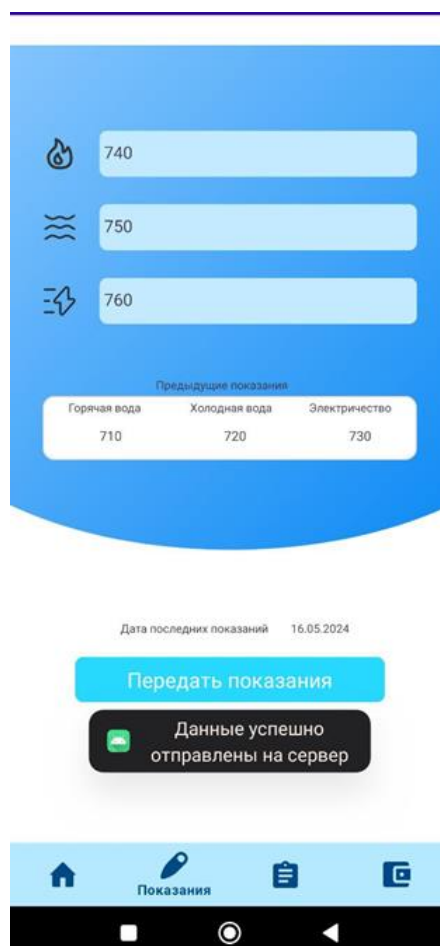 740
750
760
Предыдущие показания
Горячая вода Холодная вода Электричество
710 720 730
Дата последних показаний 16.05.2024
Передать показания
Данные успешно
отправлены на сервер
Показания